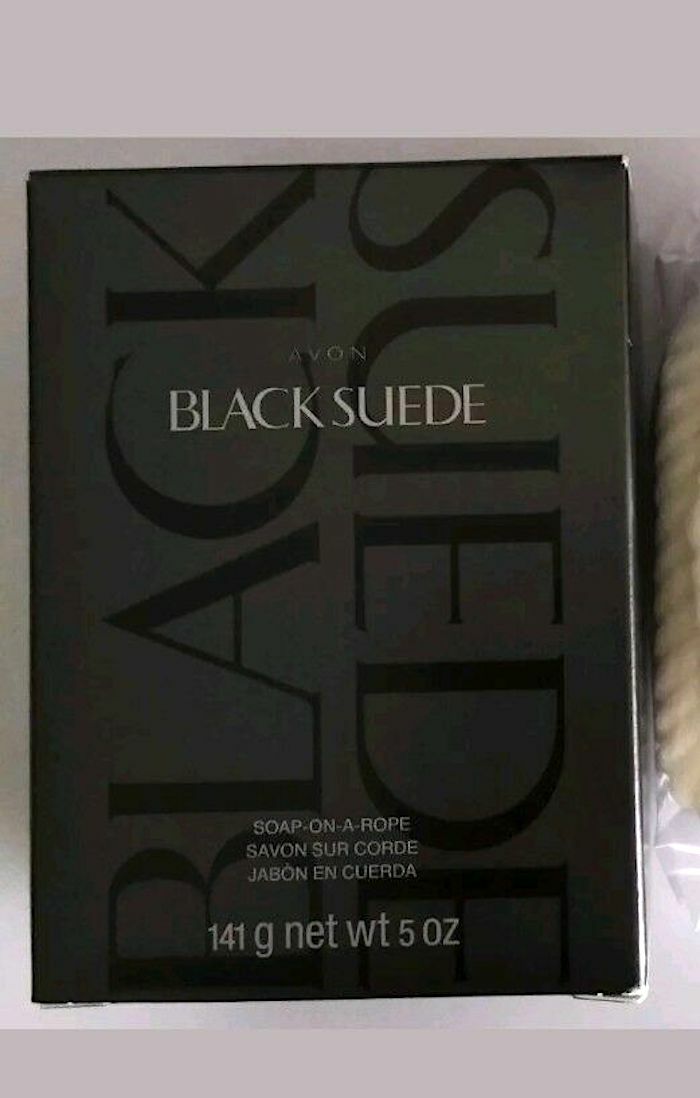 AVON
BLACK SUEDE
BLACK
SUEDE
SOAP-ON-A-ROPE
SAVON SUR CORDE
JABÓN EN CUERDA
141 g net wt 5 OZ